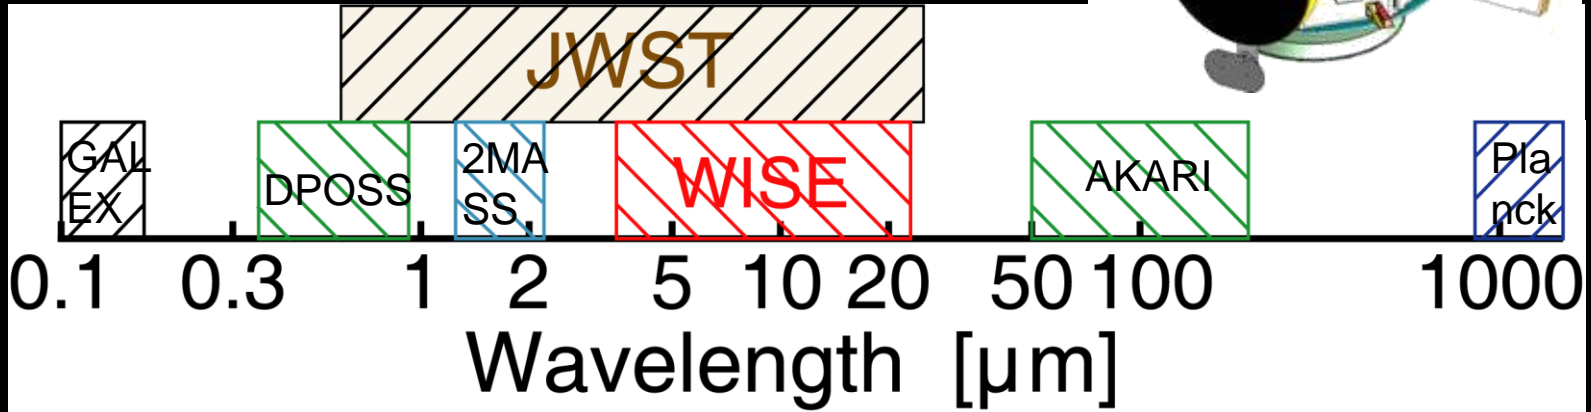 JWST
GAL
EX
DPOSS
2MA
SS
WISE
AKARI
Pla
nck
0.1 0.3 1 2 5 10 20 50 100 1000
Wavelength [μm]